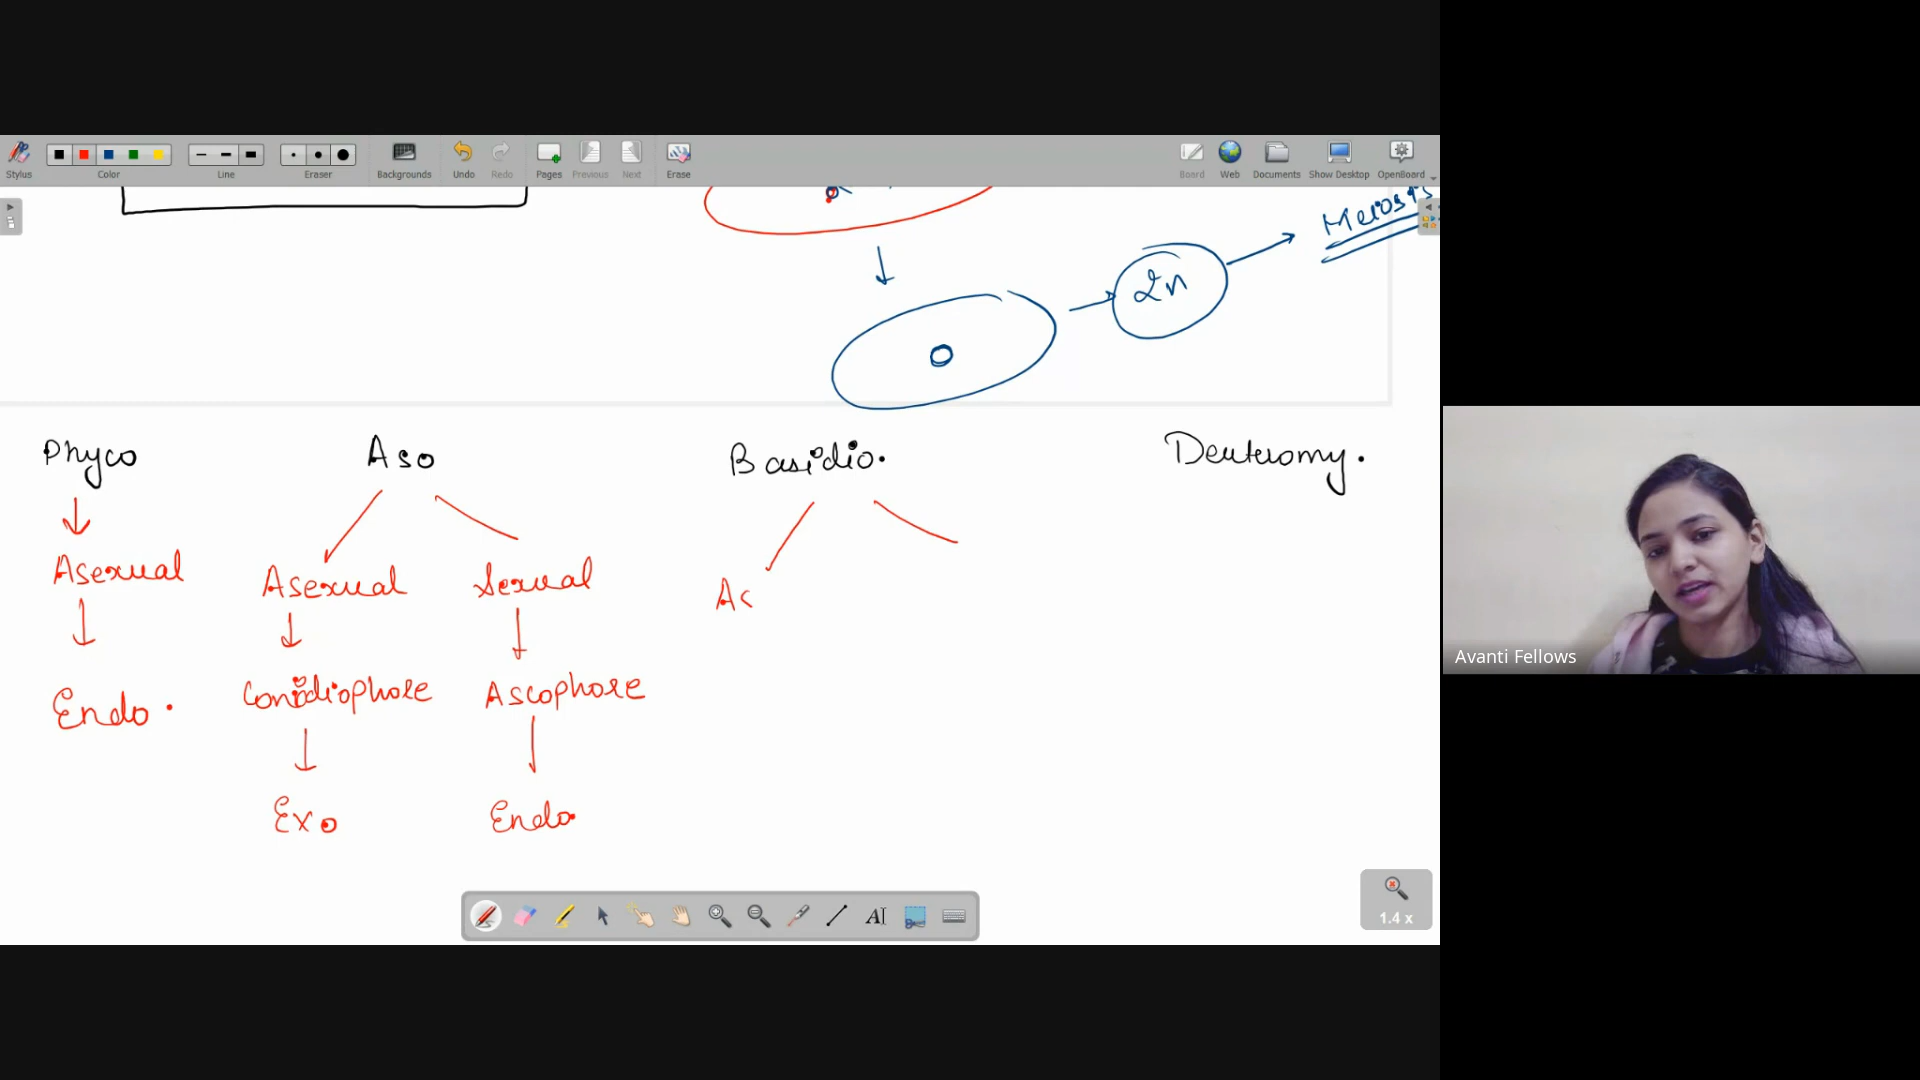 Stylus
Color
Line
Eraser
Backgrounds
Undo
Redo
Pages
Previous
Next
Erase
Board
Web
Documents
Show Desktop
OpenBoard
Meiosis
2n
Phyco
Aso
Basidio.
Deuteromy.
Asexual
Asexual
Sexual
As
Endo.
Conidiophore
Ascophore
Exo
Endo.
Avanti Fellows
1.4 x